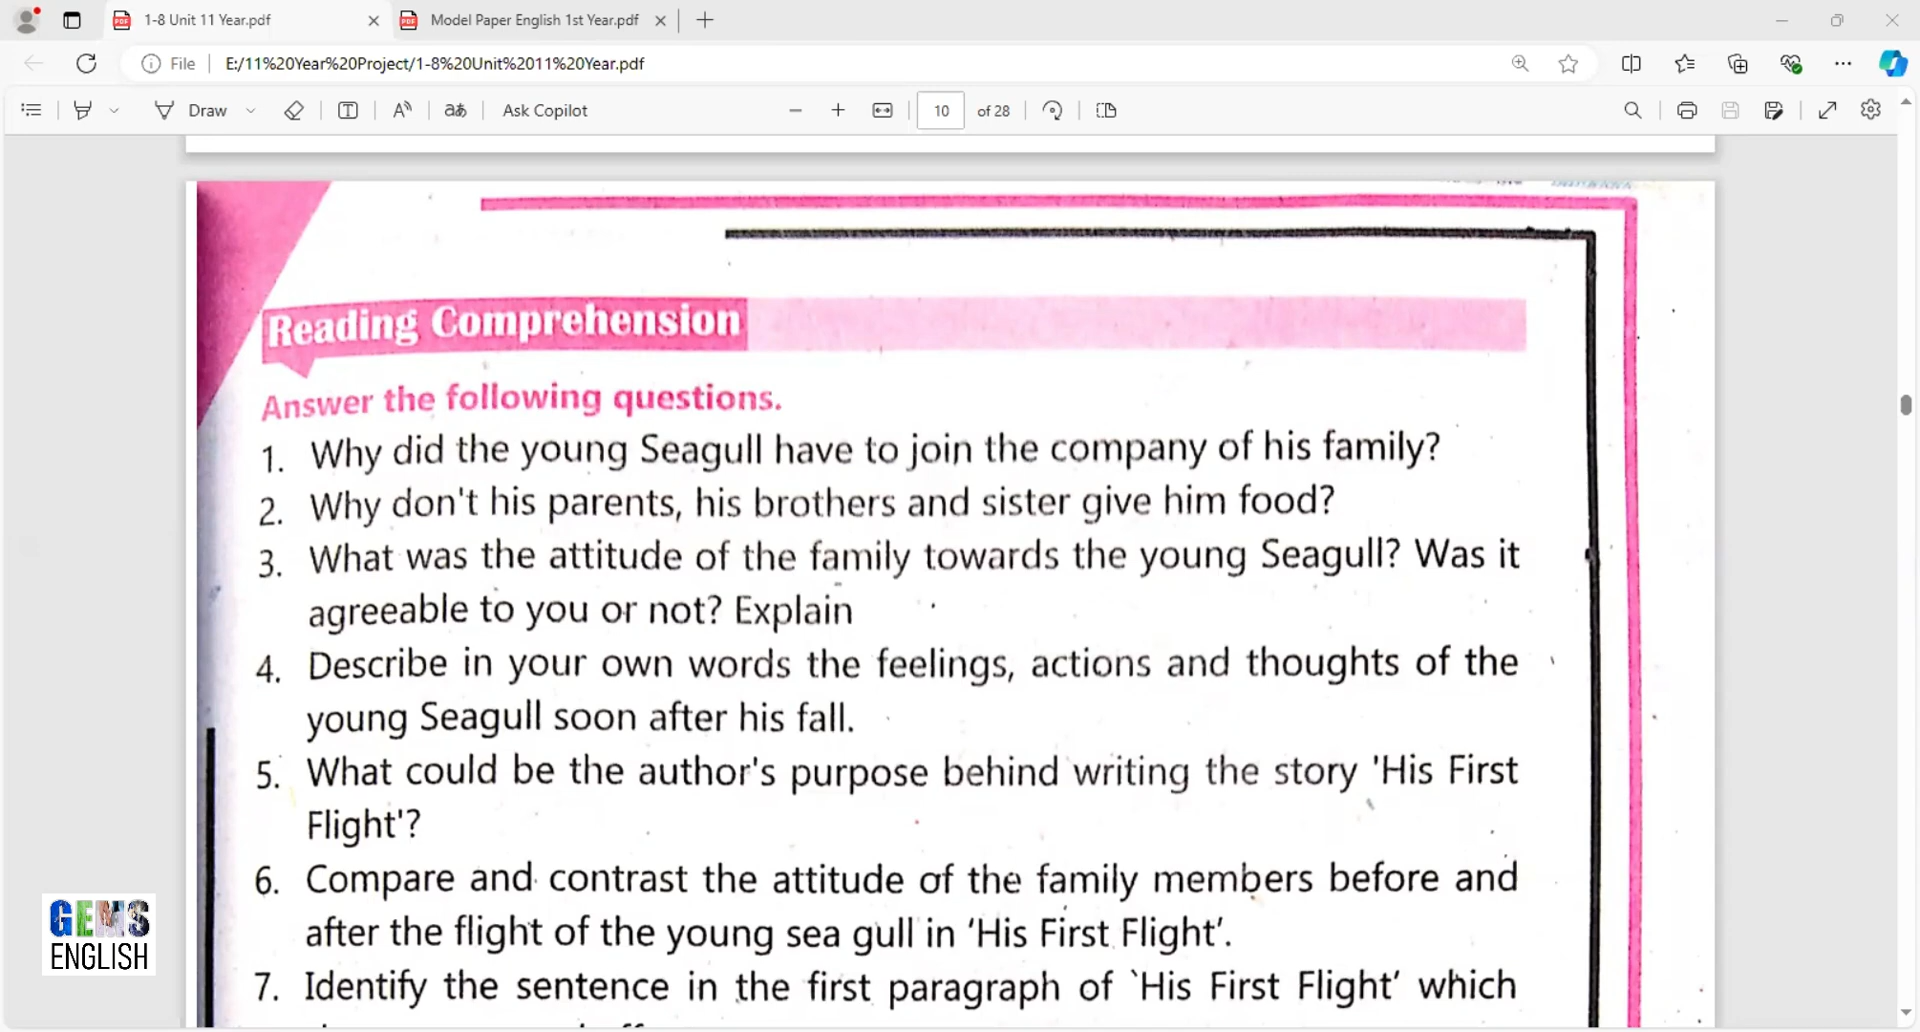 1-8 Unit 11 Year.pdf
Model Paper English 1st Year.pdf
File
E:/11%20Year%20Project/1-8%20Unit%2011%20Year.pdf
Draw
Ask Copilot
10 of 28
Reading Comprehension
Answer the following questions.
1. Why did the young Seagull have to join the company of his family?
2. Why don't his parents, his brothers and sister give him food?
3. What was the attitude of the family towards the young Seagull? Was it
agreeable to you or not? Explain
4. Describe in your own words the feelings, actions and thoughts of the
young Seagull soon after his fall.
5. What could be the author's purpose behind writing the story 'His First
Flight'?
6. Compare and contrast the attitude of the family members before and
after the flight of the young sea gull in ‘His First Flight’.
7. Identify the sentence in the first paragraph of `His First Flight’ which
GEMS
ENGLISH